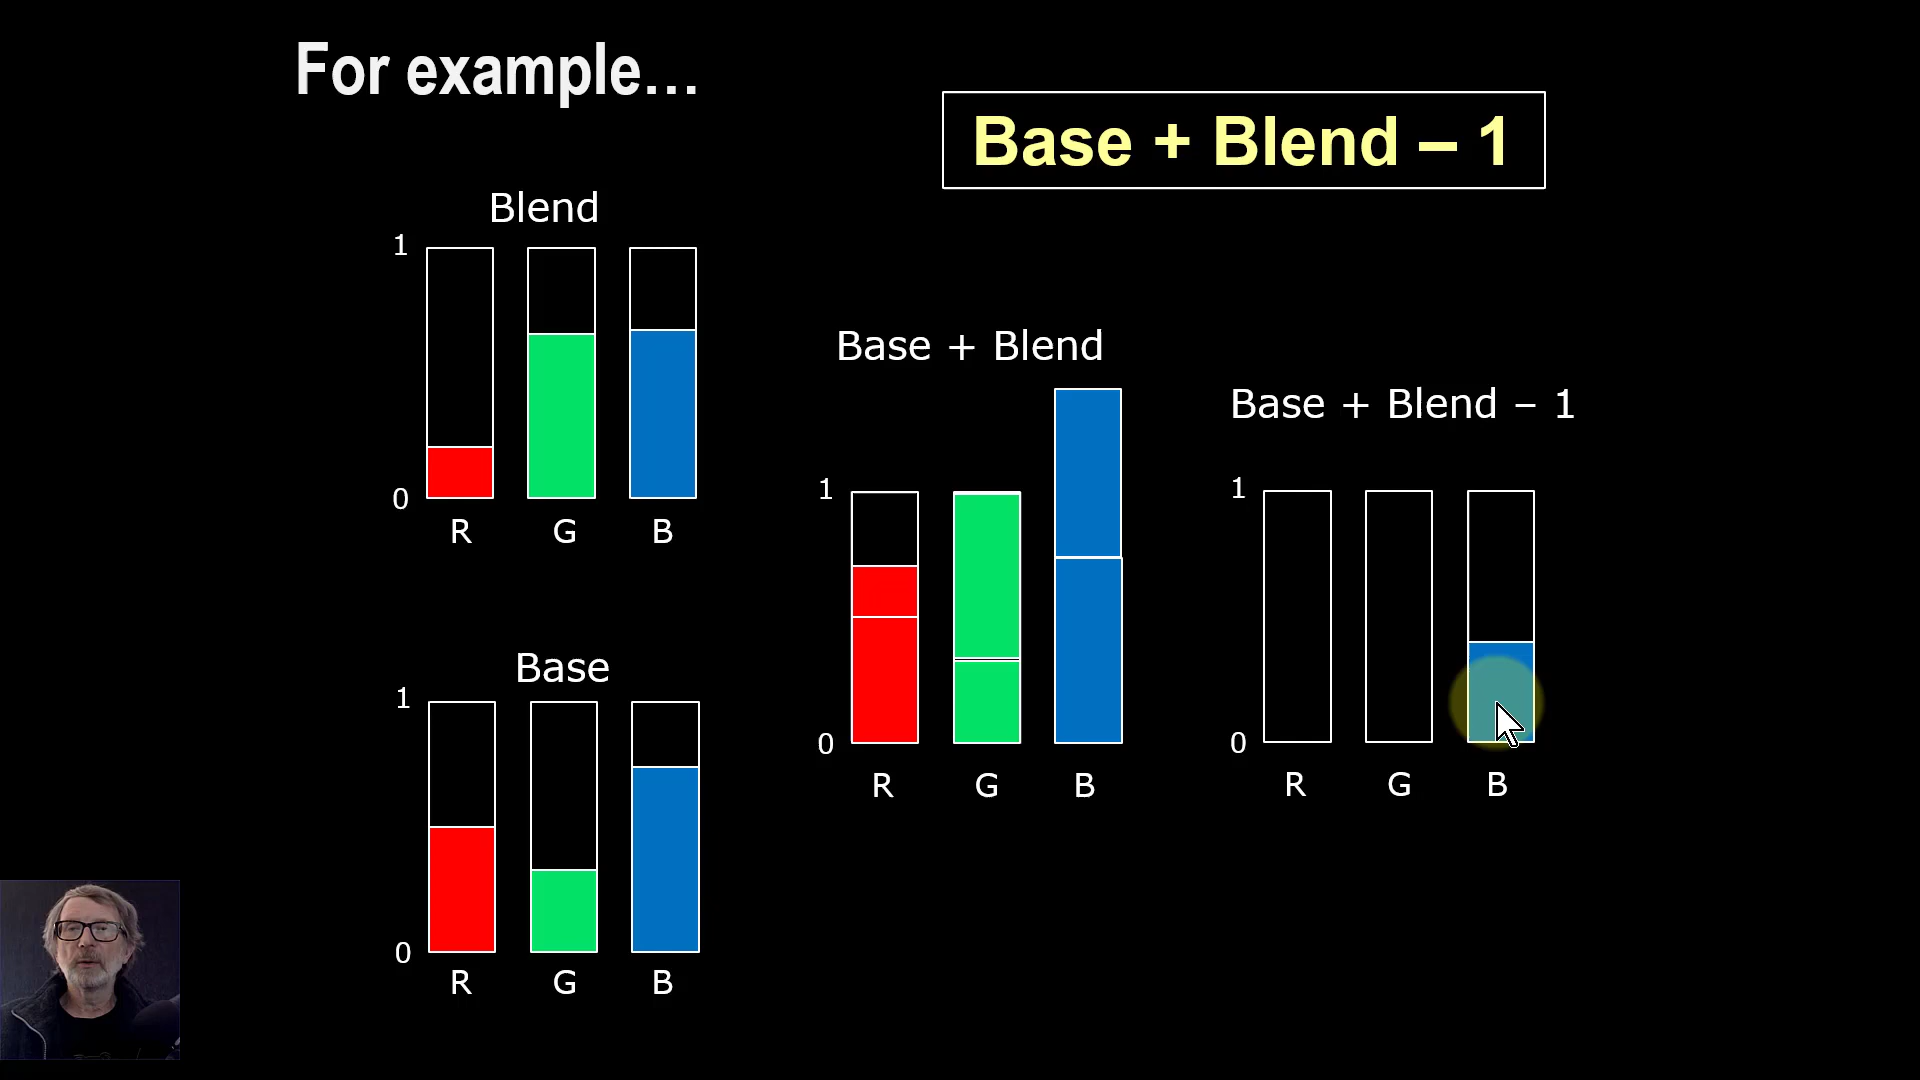 For example…
Base + Blend – 1
Blend
1
0
R G B
Base
1
0
R G B
Base + Blend
1
0
R G B
Base + Blend – 1
1
0
R G B